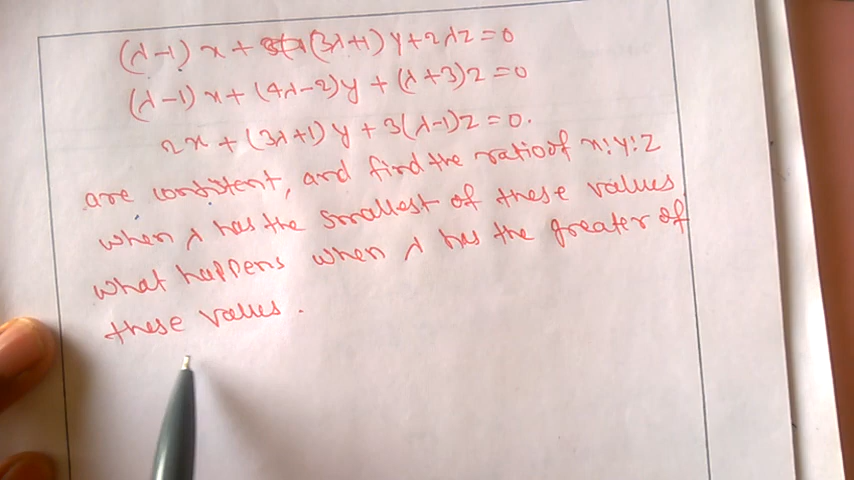 (λ-1) x + (3λ+1) y + 2λz = 0
(λ-1) x + (4λ-2)y + (λ+3)z = 0
2x + (3λ+1) y + 3(λ-1)z = 0.
are consistent, and find the ratio of x:y:z
when λ has the smallest of these values.
what happens when λ has the greater of
these values.